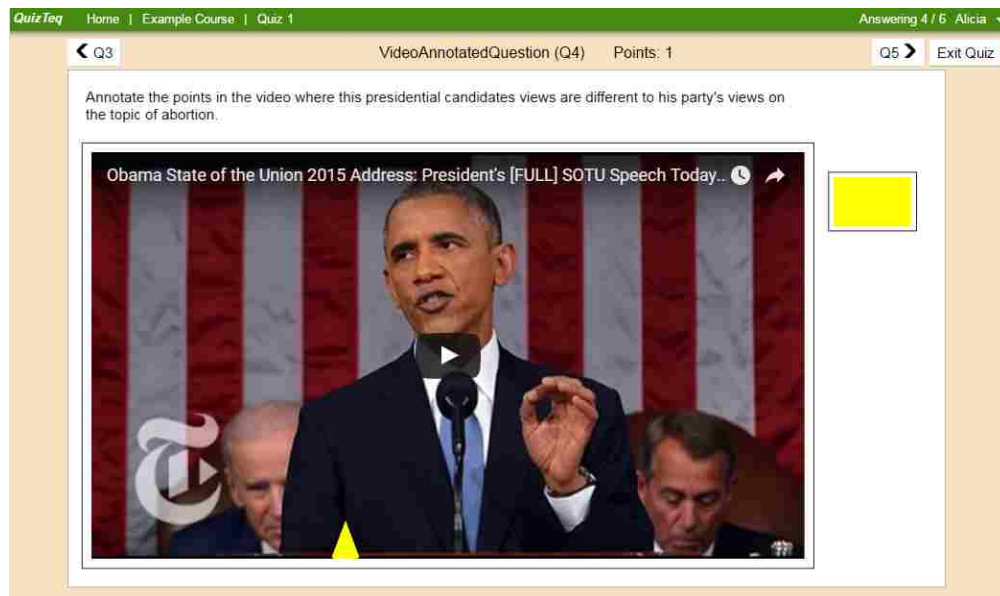 QuizTeq Home | Example Course | Quiz 1 Answering 4 / 6 Alicia
Q3 VideoAnnotatedQuestion (Q4) Points: 1 Q5 Exit Quiz
Annotate the points in the video where this presidential candidates views are different to his party's views on
the topic of abortion.
Obama State of the Union 2015 Address: President's [FULL] SOTU Speech Today..
T